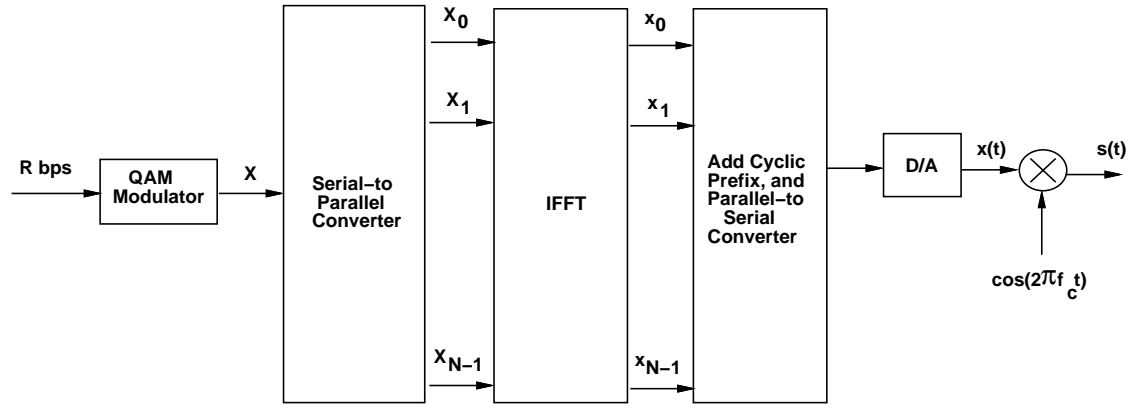 R bps
QAM
Modulator
X
Serial–to
Parallel
Converter
X0
X1
XN–1
IFFT
x0
x1
xN–1
Add Cyclic
Prefix, and
Parallel–to
Serial
Converter
D/A
x(t)
s(t)
cos(2πfct)